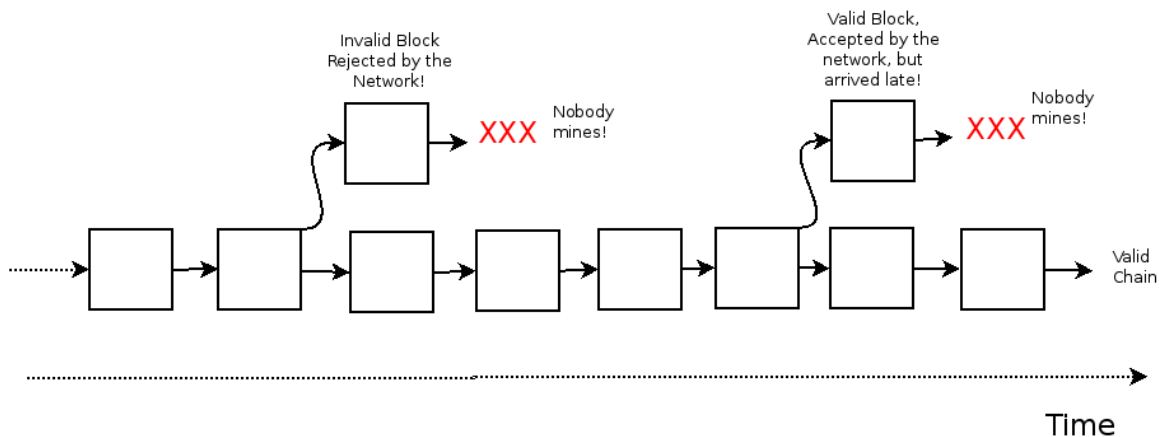 Invalid Block
Rejected by the
Network!
XXX
Nobody
mines!
Valid Block,
Accepted by the
network, but
arrived late!
XXX
Nobody
mines!
Valid
Chain
Time